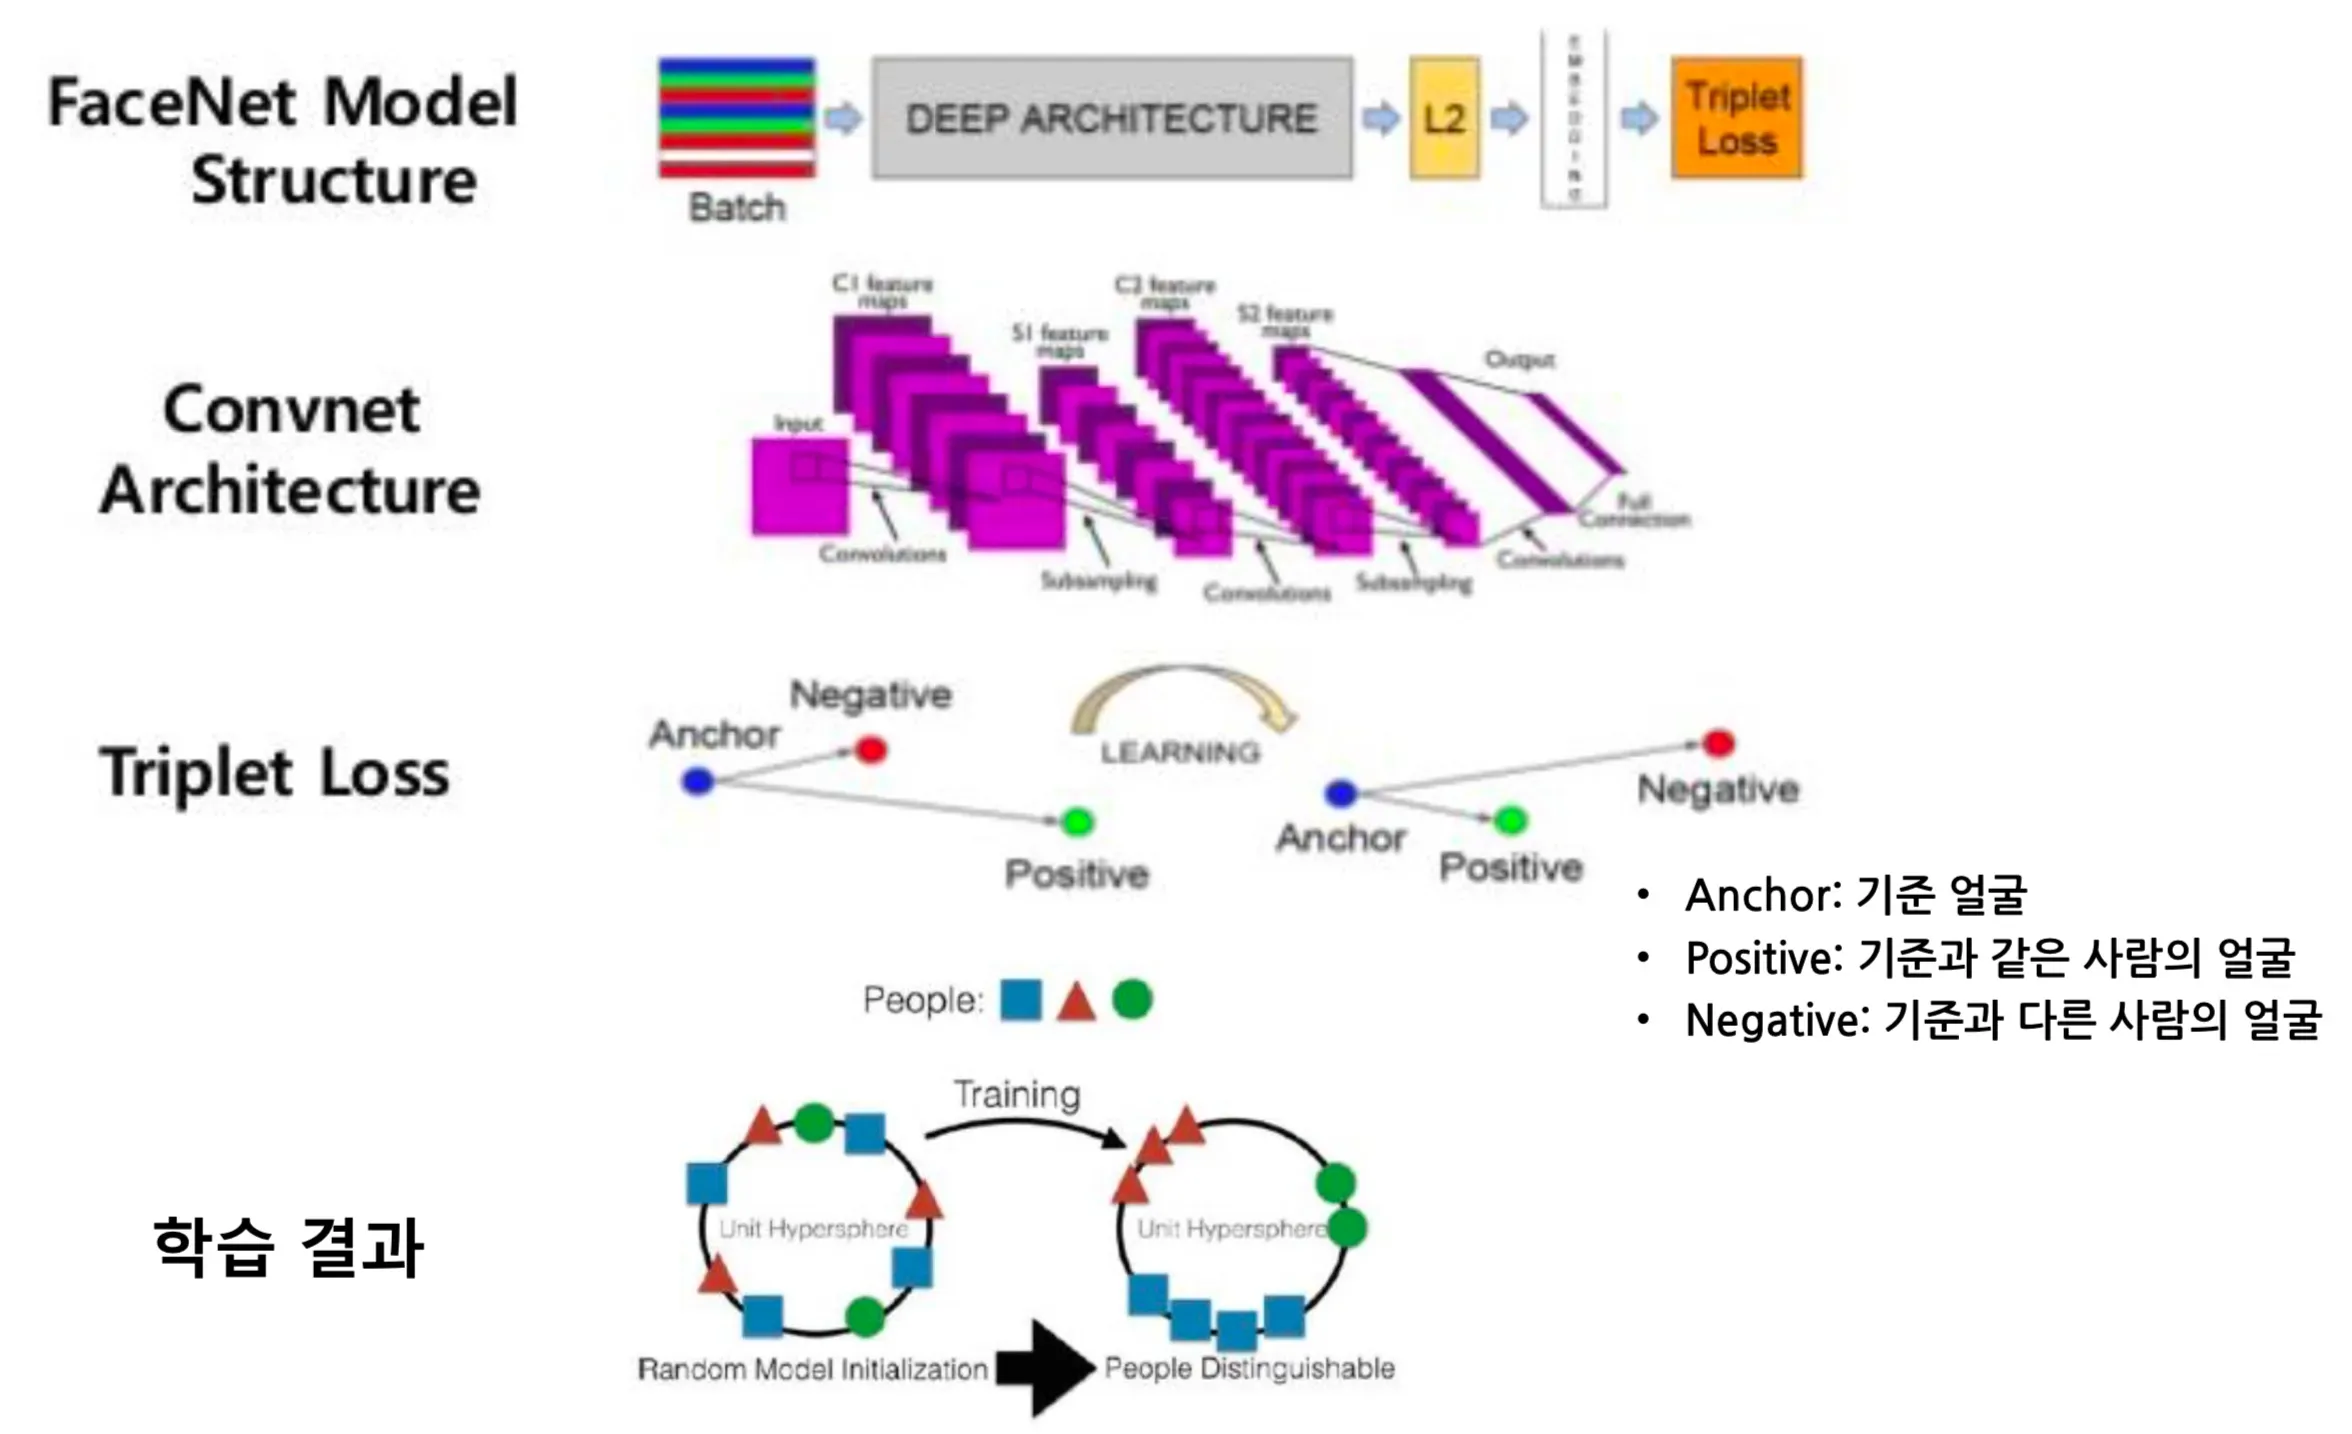 FaceNet Model
Structure
Batch
DEEP ARCHITECTURE
L2
EMBEDDING
Triplet
Loss
Convnet
Architecture
Input
C1 feature
maps
S1 feature
maps
C2 feature
maps
S2 feature
maps
Output
Full
Connection
Convolutions
Subsampling
Convolutions
Subsampling
Convolutions
Triplet Loss
Anchor
Negative
Positive
LEARNING
Anchor
Negative
Positive
• Anchor: 기준 얼굴
• Positive: 기준과 같은 사람의 얼굴
• Negative: 기준과 다른 사람의 얼굴
People:
학습 결과
Training
Unit Hypersphere
Unit Hypersphere
Random Model Initialization
People Distinguishable